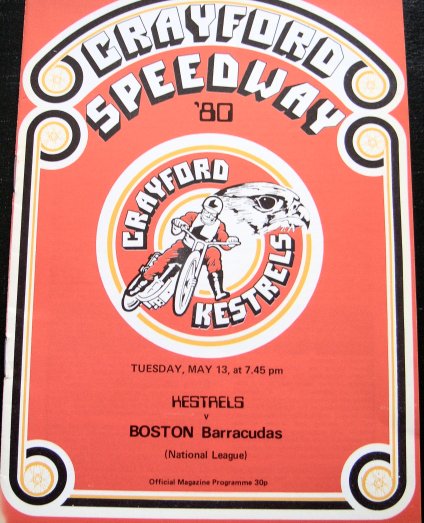 CRAYFORD
SPEEDWAY
'80
CRAYFORD
KESTRELS
TUESDAY, MAY 13, at 7.45 pm
KESTRELS
v
BOSTON Barracudas
(National League)
Official Magazine Programme 30p